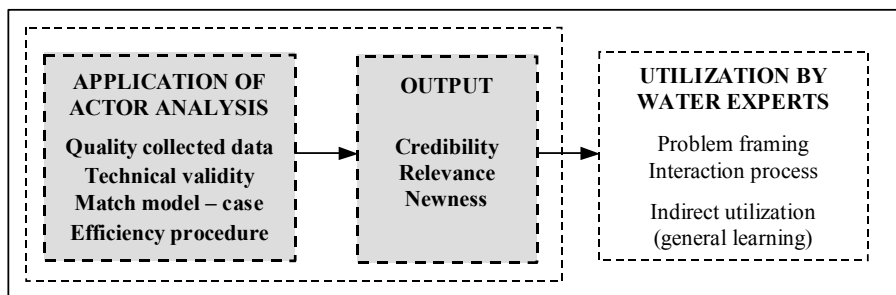 APPLICATION OF
ACTOR ANALYSIS
Quality collected data
Technical validity
Match model – case
Efficiency procedure
OUTPUT
Credibility
Relevance
Newness
UTILIZATION BY
WATER EXPERTS
Problem framing
Interaction process
Indirect utilization
(general learning)